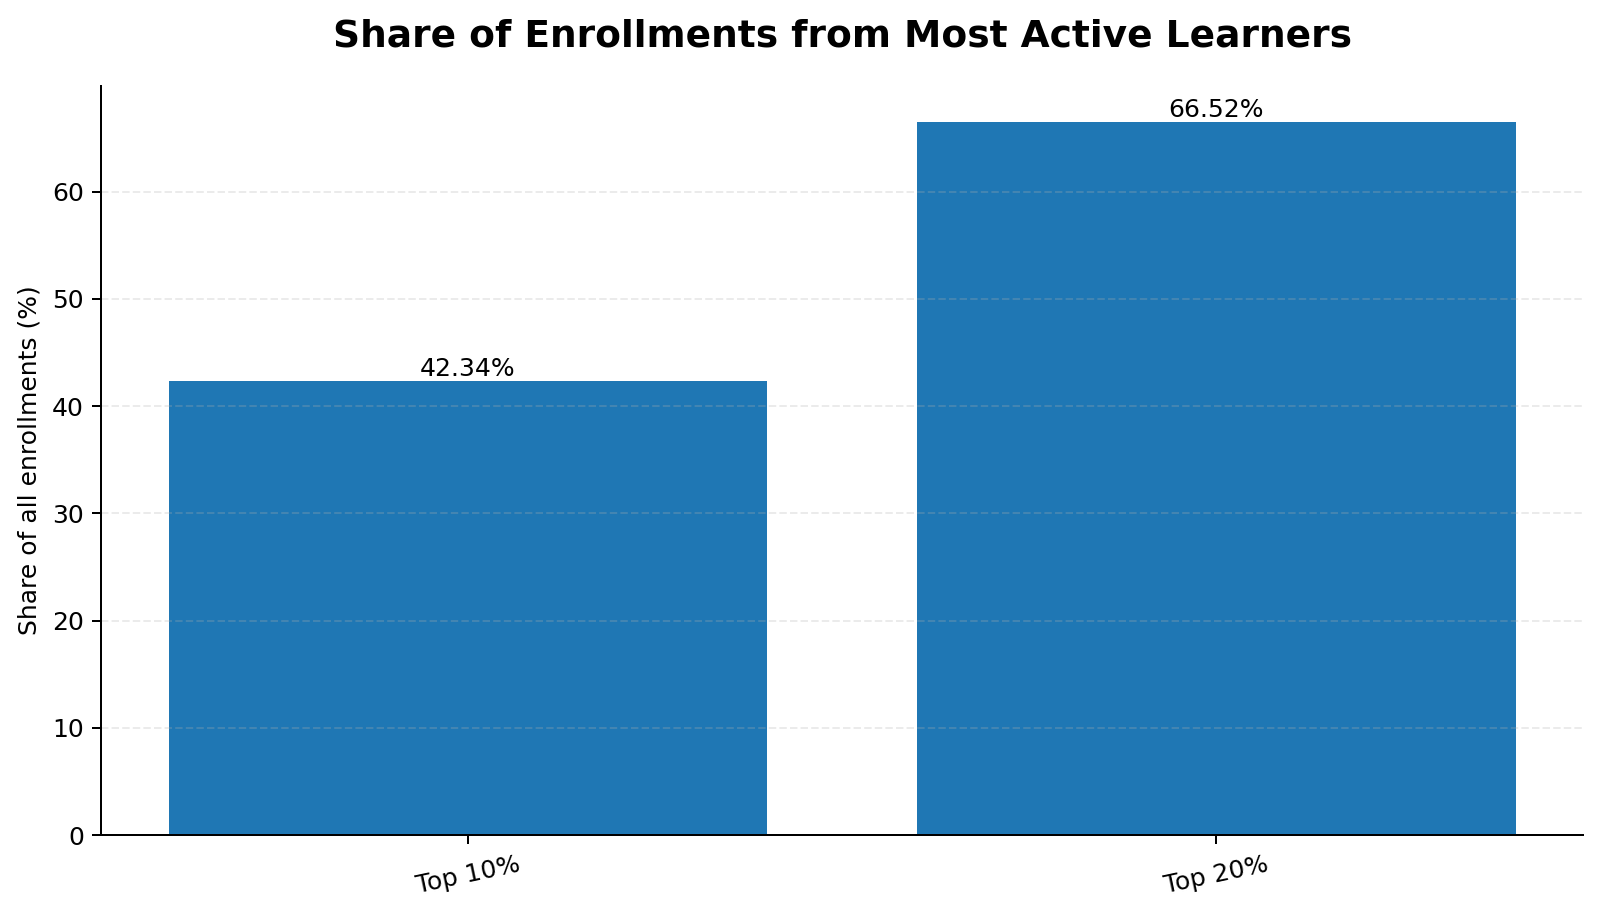 Share of Enrollments from Most Active Learners
Share of all enrollments (%)
60
50
40
30
20
10
0
42.34%
66.52%
Top 10%
Top 20%